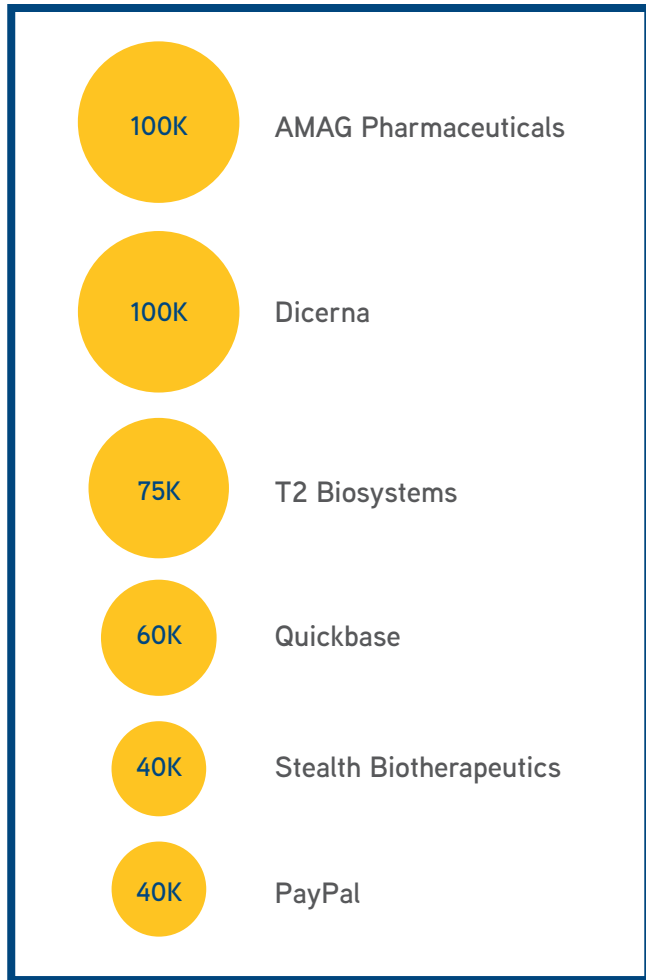 100K AMAG Pharmaceuticals
100K Dicerna
75K T2 Biosystems
60K Quickbase
40K Stealth Biotherapeutics
40K PayPal